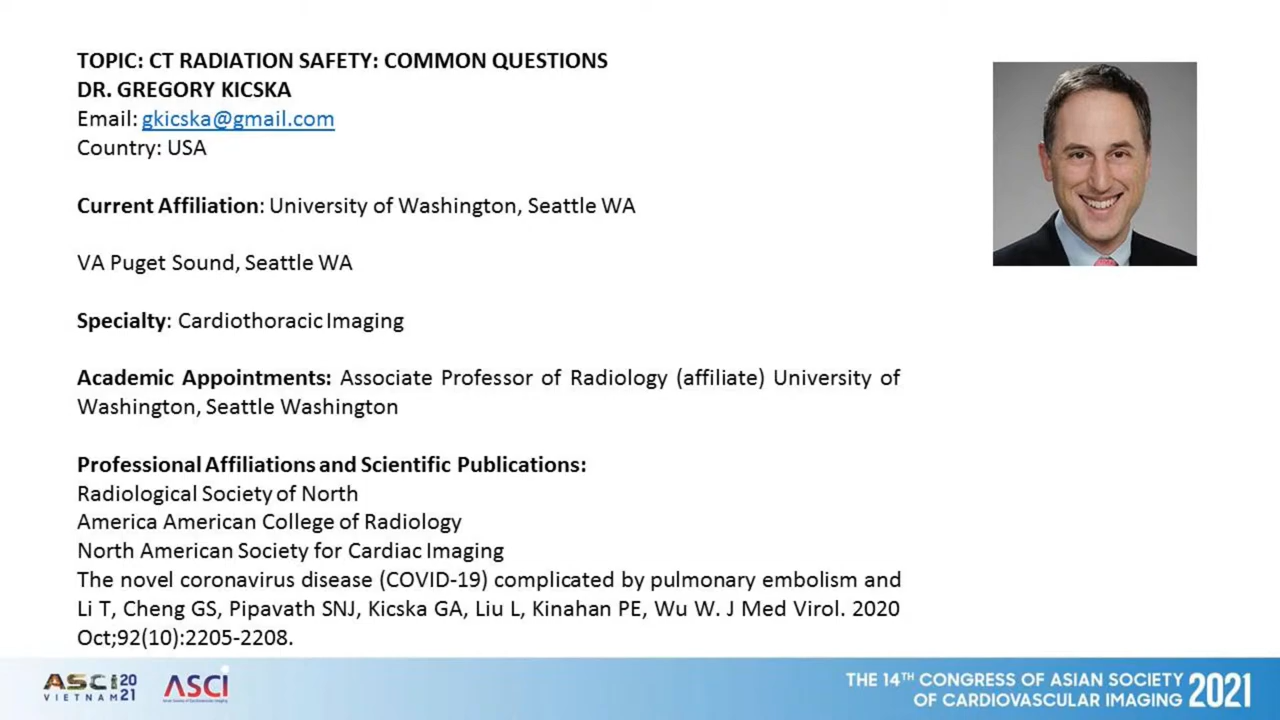 TOPIC: CT RADIATION SAFETY: COMMON QUESTIONS
DR. GREGORY KICSKA
Email: gkicska@gmail.com
Country: USA
Current Affiliation: University of Washington, Seattle WA
VA Puget Sound, Seattle WA
Specialty: Cardiothoracic Imaging
Academic Appointments: Associate Professor of Radiology (affiliate) University of
Washington, Seattle Washington
Professional Affiliations and Scientific Publications:
Radiological Society of North
America American College of Radiology
North American Society for Cardiac Imaging
The novel coronavirus disease (COVID-19) complicated by pulmonary embolism and
Li T, Cheng GS, Pipavath SNJ, Kicska GA, Liu L, Kinahan PE, Wu W. J Med Virol. 2020
Oct;92(10):2205-2208.
ASCI 2021
VIETNAM
ASCI
Asian Society of Cardiovascular Imaging
THE 14TH CONGRESS OF ASIAN SOCIETY
OF CARDIOVASCULAR IMAGING 2021